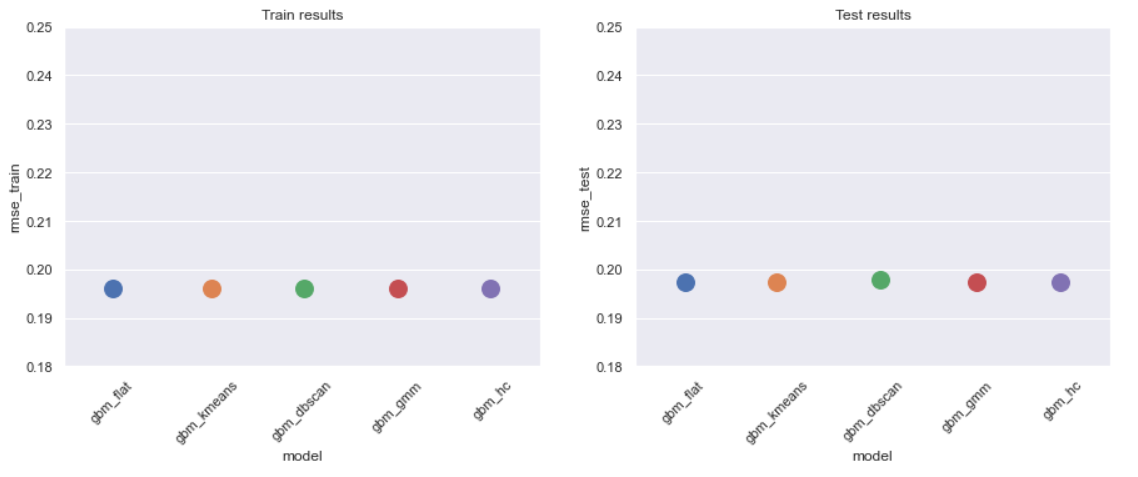 Train results
0.25
0.24
0.23
0.22
0.21
0.20
0.19
0.18
rmse_train
gbm_flat
gbm_kmeans
gbm_dbscan
gbm_gmm
gbm_hc
model
Test results
0.25
0.24
0.23
0.22
0.21
0.20
0.19
0.18
rmse_test
gbm_flat
gbm_kmeans
gbm_dbscan
gbm_gmm
gbm_hc
model